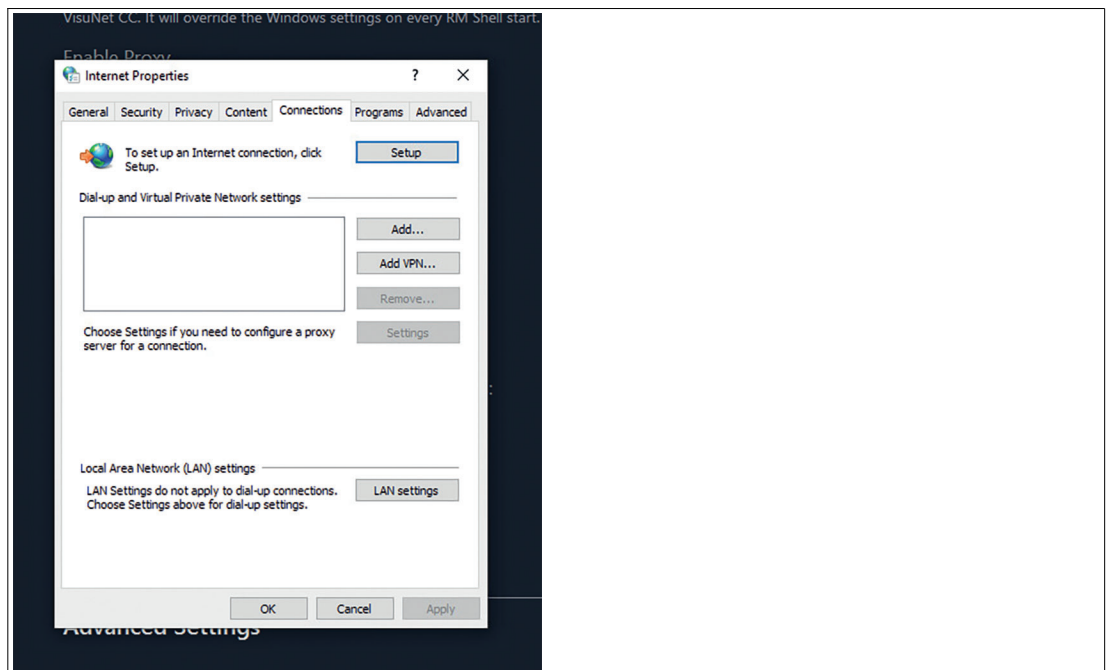 VisuNet CC. It will override the Windows settings on every RM Shell start.
Enable Proxy
Internet Properties ? X
General Security Privacy Content Connections Programs Advanced
To set up an Internet connection, click
Setup.
Setup
Dial-up and Virtual Private Network settings
Add...
Add VPN...
Remove...
Choose Settings if you need to configure a proxy
server for a connection.
Settings
:
Local Area Network (LAN) settings
LAN Settings do not apply to dial-up connections.
Choose Settings above for dial-up settings.
LAN settings
OK Cancel Apply
Advanced Settings